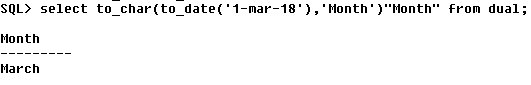 SQL> select to_char(to_date('1-mar-18'),'Month')"Month" from dual;
Month
---------
March